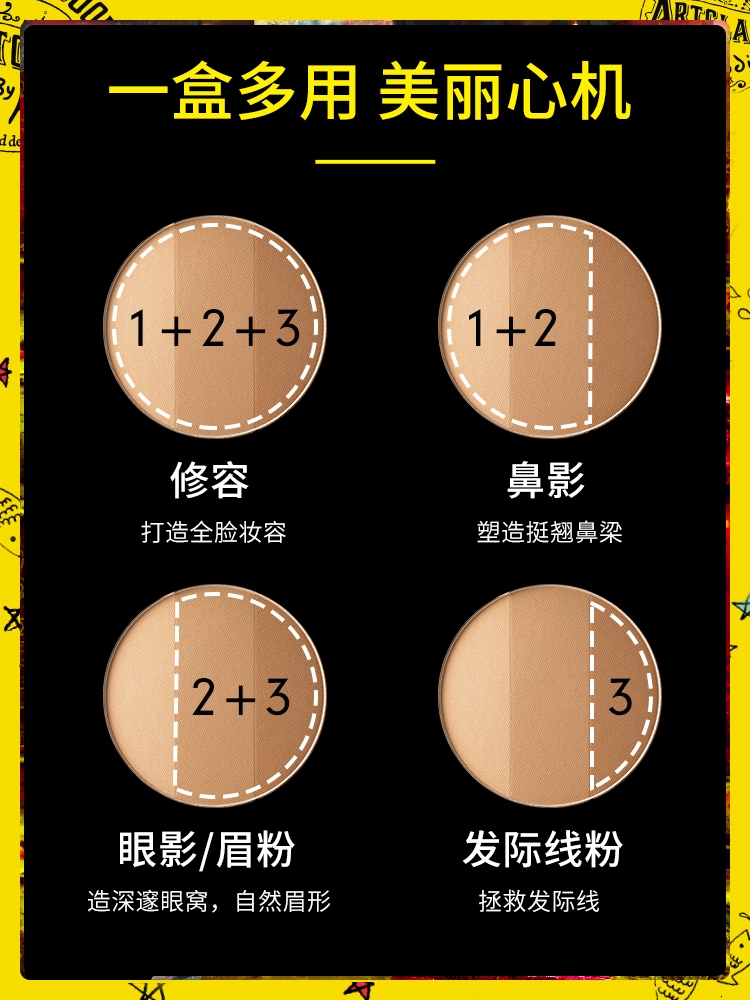 一盒多用 美丽心机
1+2+3
1+2
修容
鼻影
打造全脸妆容
塑造挺翘鼻梁
2+3
3
眼影/眉粉
发际线粉
造深邃眼窝，自然眉形
拯救发际线
By